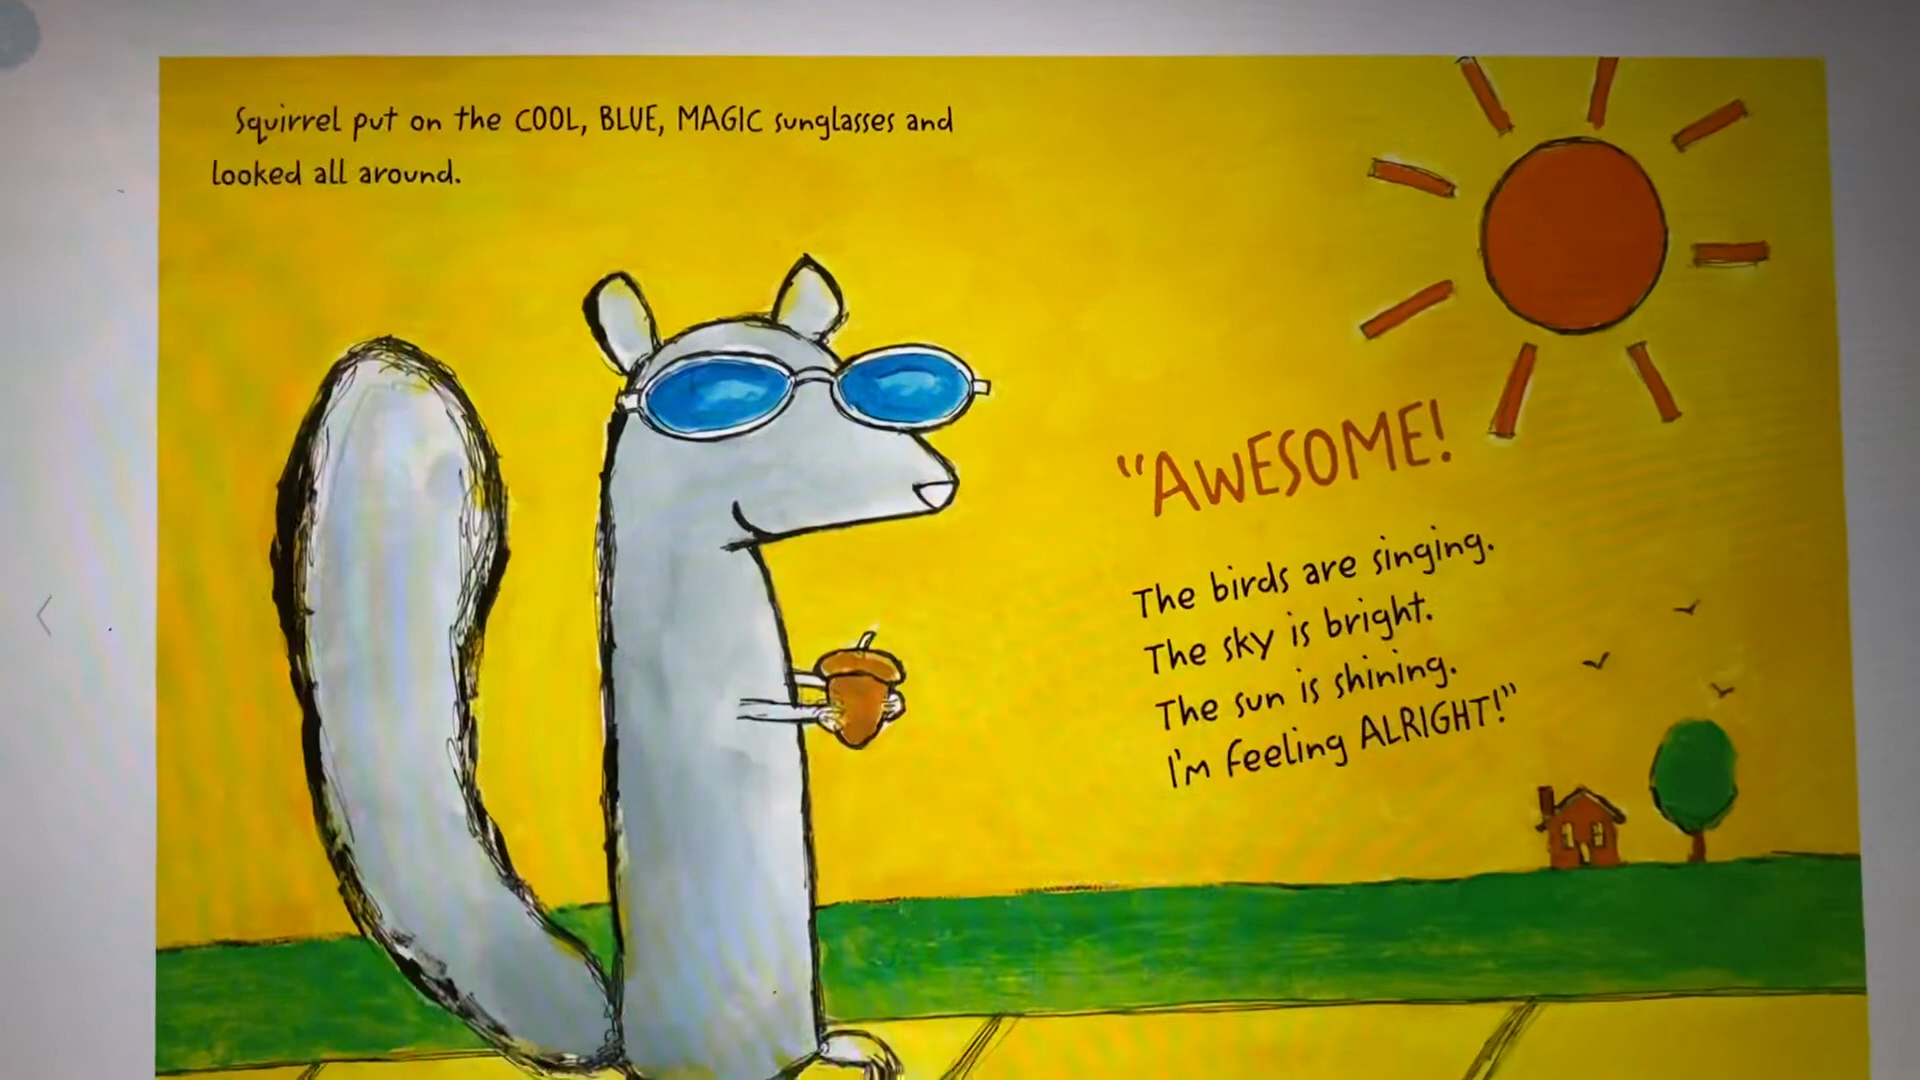 Squirrel put on the COOL, BLUE, MAGIC sunglasses and
looked all around.
"AWESOME!
The birds are singing.
The sky is bright.
The sun is shining.
I'm feeling ALRIGHT!"